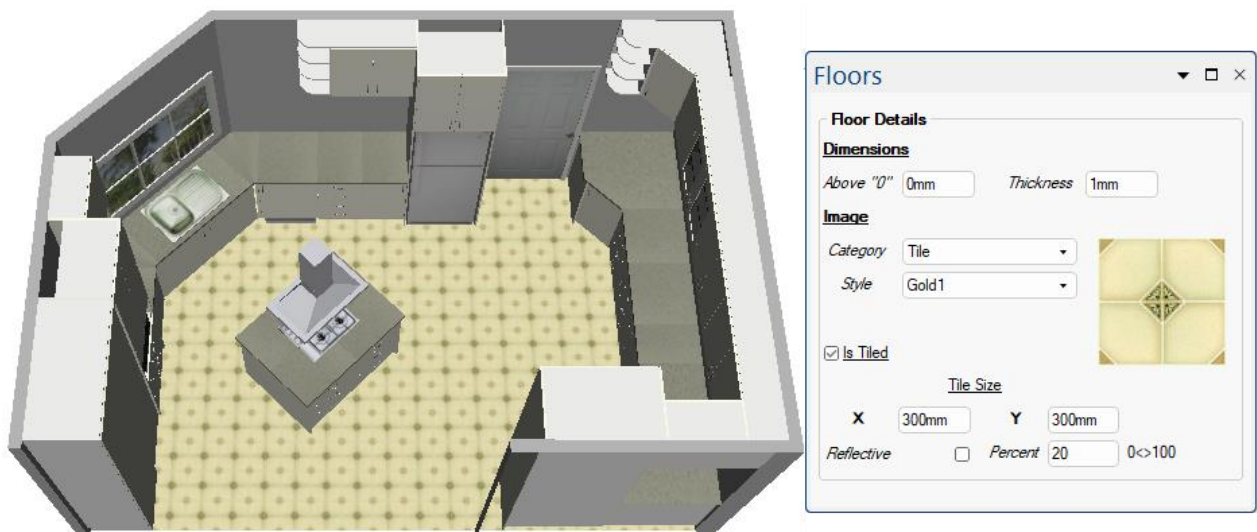 Floors
Floor Details
Dimensions
Above "0" 0mm Thickness 1mm
Image
Category Tile
Style Gold1
Is Tiled
Tile Size
X 300mm Y 300mm
Reflective Percent 20 0<>100